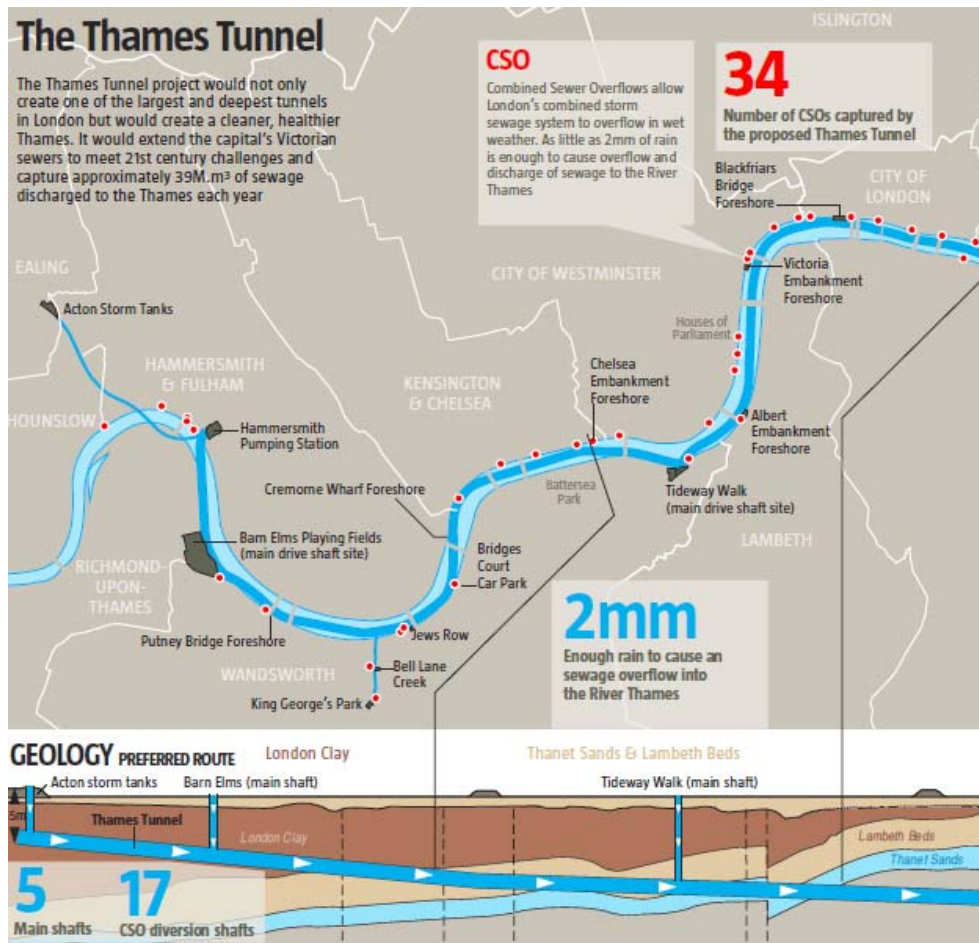 The Thames Tunnel
The Thames Tunnel project would not only
create one of the largest and deepest tunnels
in London but would create a cleaner, healthier
Thames. It would extend the capital's Victorian
sewers to meet 21st century challenges and
capture approximately 39M.m³ of sewage
discharged to the Thames each year
CSO
Combined Sewer Overflows allow
London's combined storm
sewage system to overflow in wet
weather. As little as 2mm of rain
is enough to cause overflow and
discharge of sewage to the River
Thames
ISLINGTON
34
Number of CSOs captured by
the proposed Thames Tunnel
Blackfriars
Bridge
Foreshore
CITY OF
LONDON
CITY OF WESTMINSTER
Victoria
Embankment
Foreshore
EALING
Acton Storm Tanks
Houses of
Parliament
HAMMERSMITH
& FULHAM
KENSINGTON
& CHELSEA
Chelsea
Embankment
Foreshore
HOUNSLOW
Hammersmith
Pumping Station
Albert
Embankment
Foreshore
Cremorne Wharf Foreshore
Battersea
Park
Tideway Walk
(main drive shaft site)
Barn Elms Playing Fields
(main drive shaft site)
LAMBETH
RICHMOND-
UPON-
THAMES
Bridges
Court
Car Park
Putney Bridge Foreshore
Jews Row
2mm
Enough rain to cause an
sewage overflow into
the River Thames
WANDSWORTH
Bell Lane
Creek
King George's Park
GEOLOGY PREFERRED ROUTE
London Clay
Thanet Sands & Lambeth Beds
Acton storm tanks
Barn Elms (main shaft)
Tideway Walk (main shaft)
5m
Thames Tunnel
London Clay
Lambeth Beds
Thanet Sands
5
Main shafts
17
CSO diversion shafts